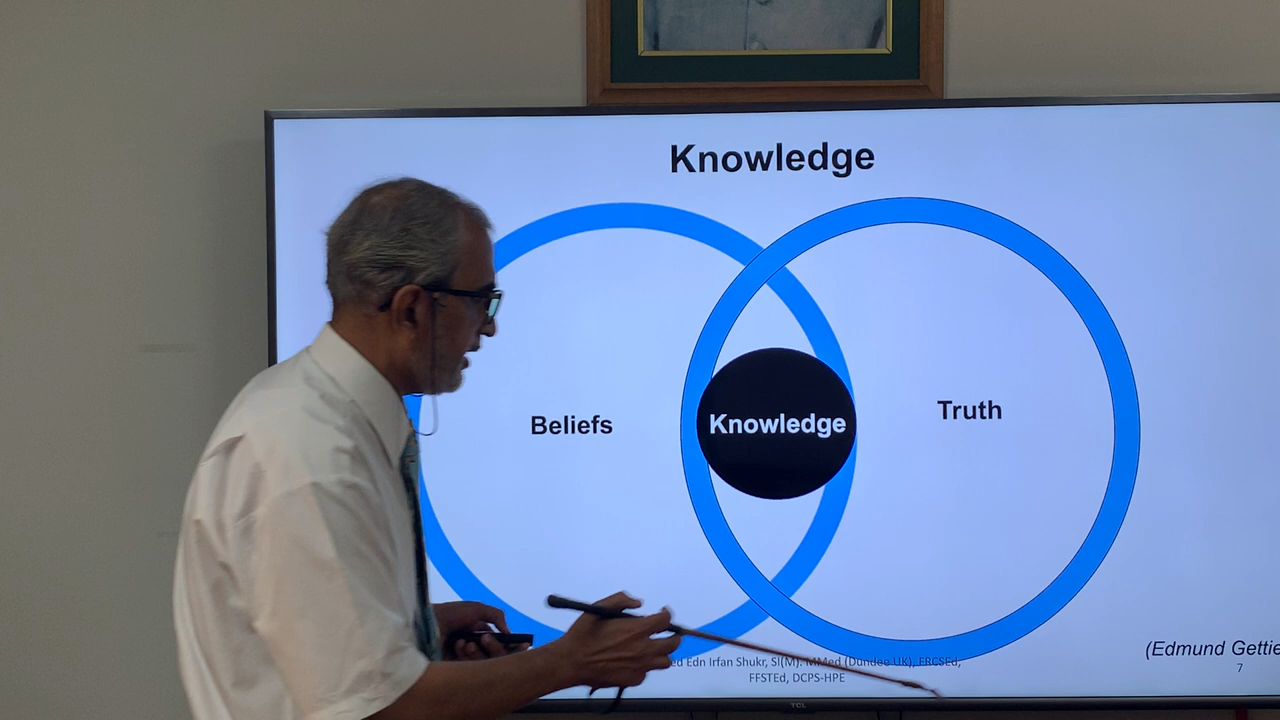 Knowledge
Beliefs
Knowledge
Truth
(Edmund Gettie
ed Edn Irfan Shukr, SI(M). MMed (Dundee UK), FRCSEd,
FFSTEd, DCPS-HPE
7
TCL